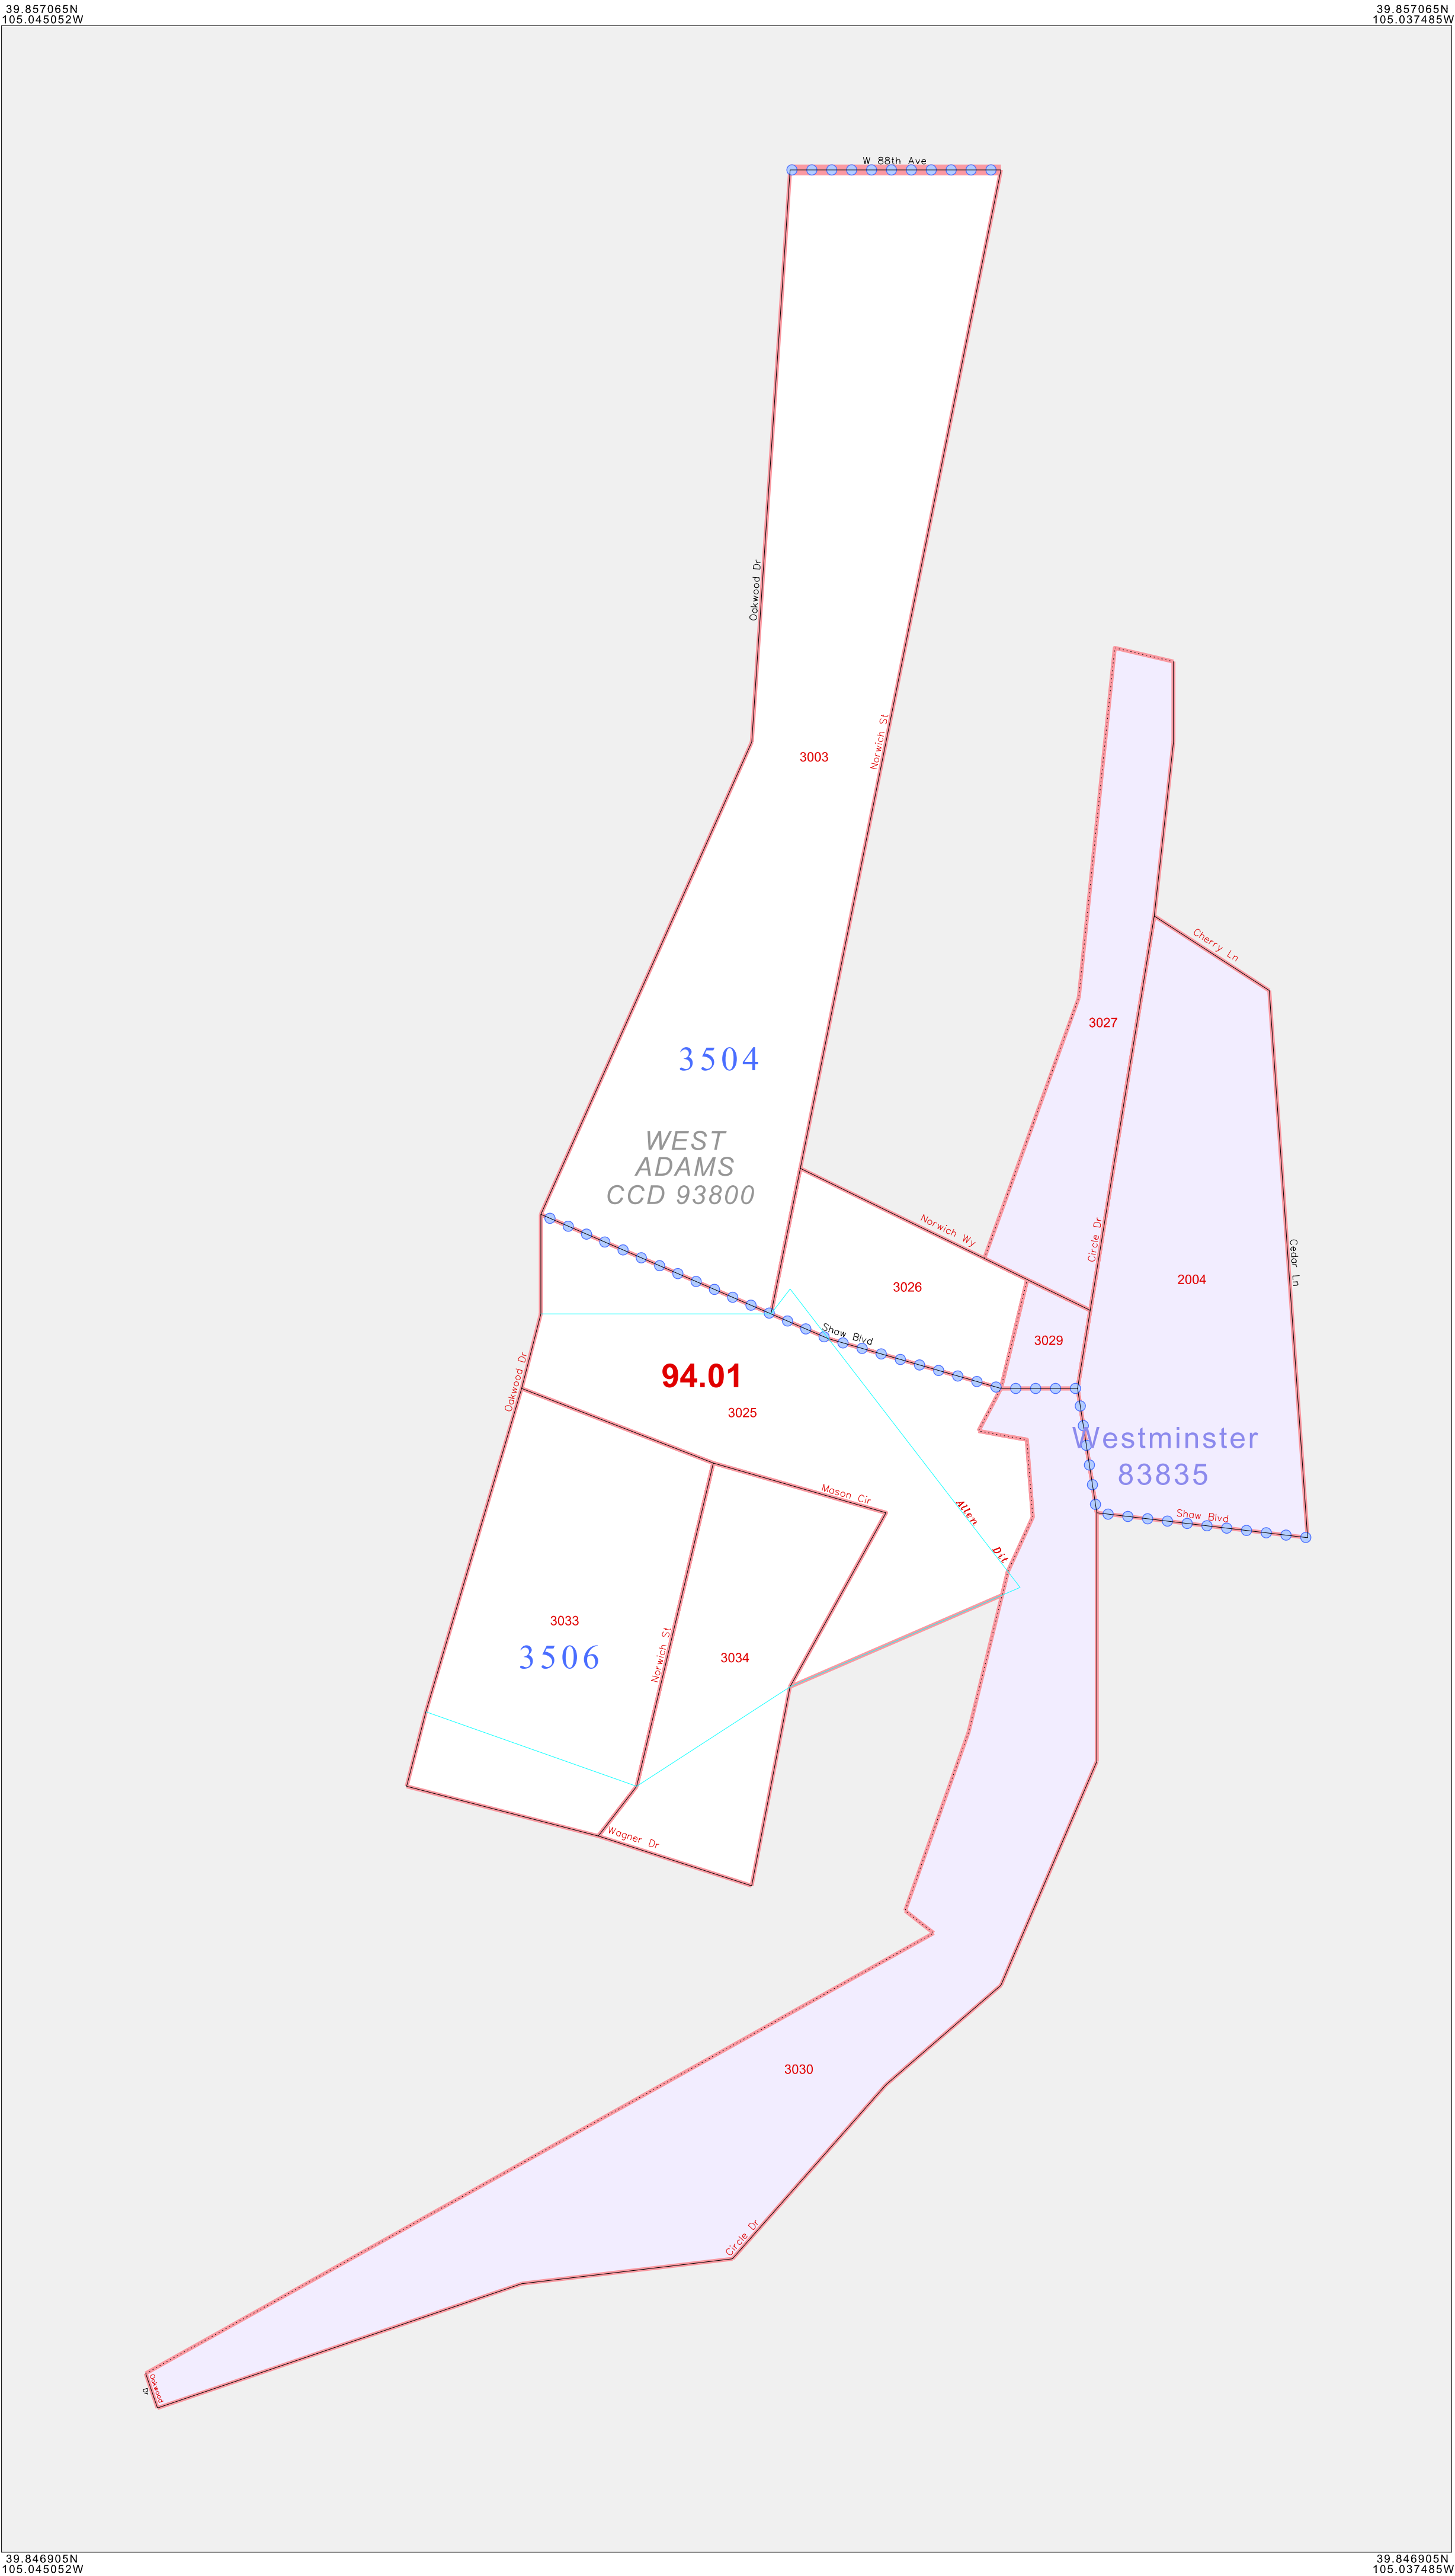 39.857065N
105.045052W
39.857065N
105.037485W
W 88th Ave
Oakwood Dr
Norwich St
3003
Cherry Ln
3027
3504
WEST
ADAMS
CCD 93800
Norwich Wy
Circle Dr
Cedar Ln
2004
3026
Shaw Blvd
3029
94.01
Oakwood Dr
3025
Westminster
83835
Mason Cir
Allen Dit
Shaw Blvd
3033
3506
Norwich St
3034
Wagner Dr
3030
Circle Dr
Oakwood
Dr
39.846905N
105.045052W
39.846905N
105.037485W